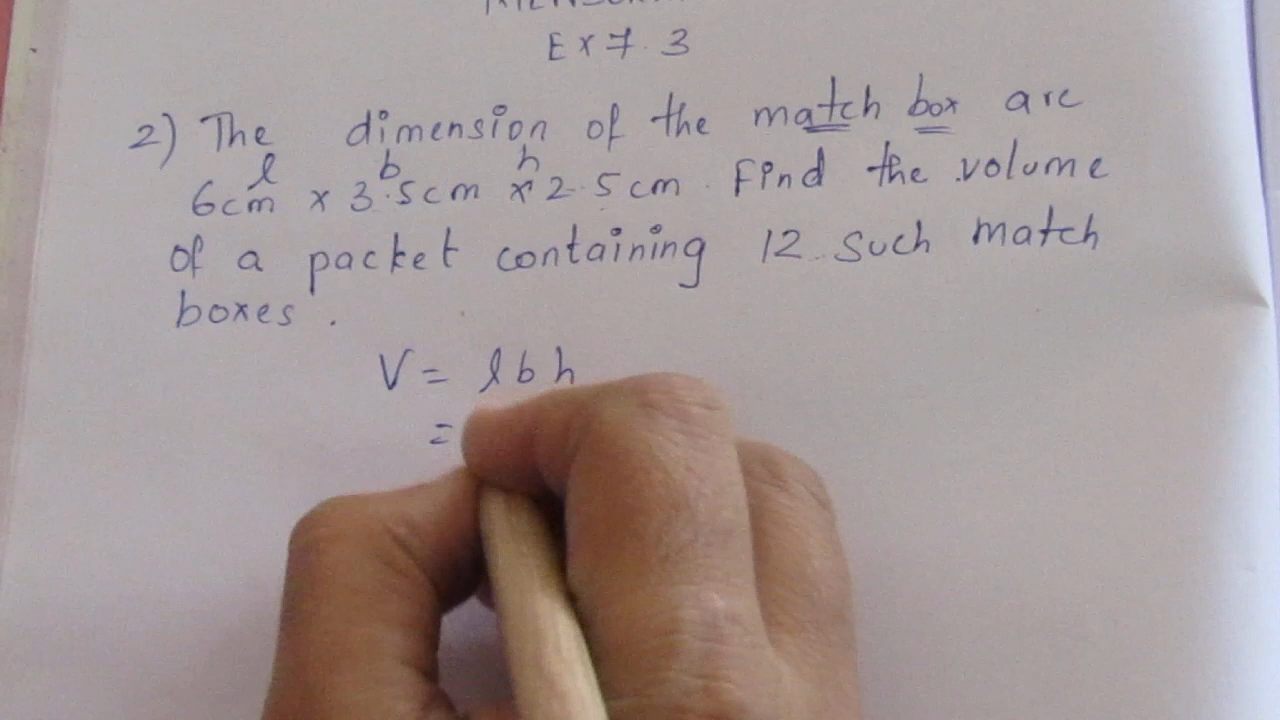 Ex 7.3
2) The dimension of the match box are
l b h
6cm x 3.5cm x 2.5cm. Find the volume
of a packet containing 12 such match
boxes.
V = lbh
=